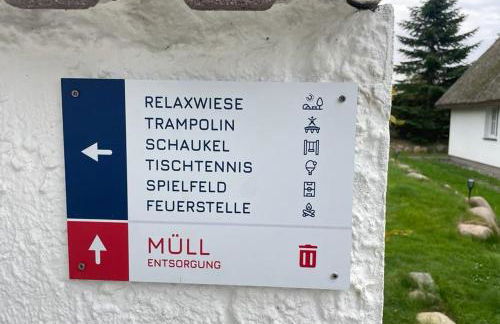 RELAXWIESE
TRAMPOLIN
SCHAUKEL
TISCHTENNIS
SPIELFELD
FEUERSTELLE
MÜLL
ENTSORGUNG